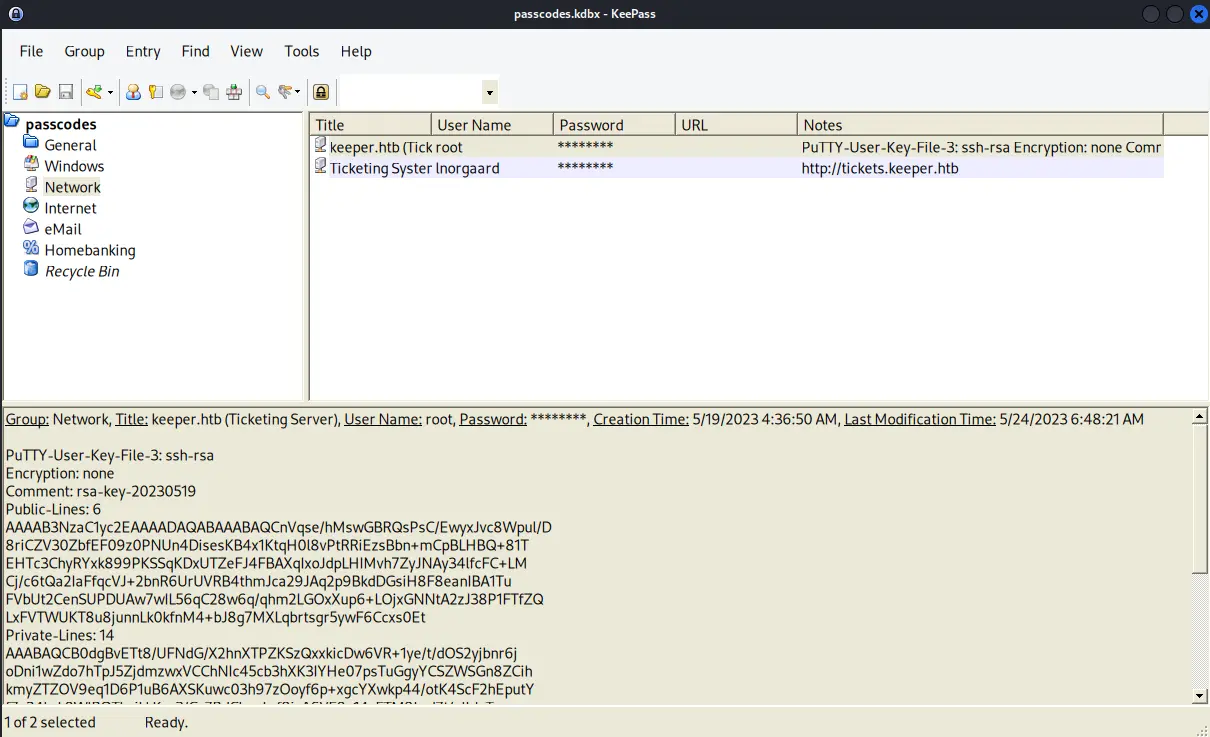 passcodes.kdbx - KeePass
File Group Entry Find View Tools Help
passcodes
General
Windows
Network
Internet
eMail
Homebanking
Recycle Bin
Title User Name Password URL Notes
keeper.htb (Tick root ******** PuTTY-User-Key-File-3: ssh-rsa Encryption: none Comr
Ticketing Syster lnorgaard ******** http://tickets.keeper.htb
Group: Network, Title: keeper.htb (Ticketing Server), User Name: root, Password: ********, Creation Time: 5/19/2023 4:36:50 AM, Last Modification Time: 5/24/2023 6:48:21 AM
PuTTY-User-Key-File-3: ssh-rsa
Encryption: none
Comment: rsa-key-20230519
Public-Lines: 6
AAAAB3NzaC1yc2EAAAADAQABAAABAQCnVqse/hMswGBRQsPsC/EwyxJvc8Wpul/D
8riCZV30ZbfEF09z0PNUn4DisesKB4x1KtqH0l8vPtRRiEzsBbn+mCpBLHBQ+81T
EHTc3ChyRYxk899PKSSqKDxUTZeFJ4FBAXqIxoJdpLHIMvh7ZyJNAy34lfcFC+LM
Cj/c6tQa2IaFfqcVJ+2bnR6UrUVRB4thmJca29JAq2p9BkdDGsiH8F8eanIBA1Tu
FVbUt2CenSUPDUAw7wIL56qC28w6q/qhm2LGOxXup6+LOjxGNNtA2zJ38P1FTfZQ
LxFVTWUKT8u8junnLk0kfnM4+bJ8g7MXLqbrtsgr5ywF6Ccxs0Et
Private-Lines: 14
AAABAQCB0dgBvETt8/UFNdG/X2hnXTPZKSzQxxkicDw6VR+1ye/t/dOS2yjbnr6j
oDni1wZdo7hTpJ5ZjdmzwxVCChNIc45cb3hXK3IYHe07psTuGgyYCSZWSGn8ZCih
kmyZTZOV9eq1D6P1uB6AXSKuwc03h97zOoyf6p+xgcYXwkp44/otK4ScF2hEputY
1 of 2 selected Ready.